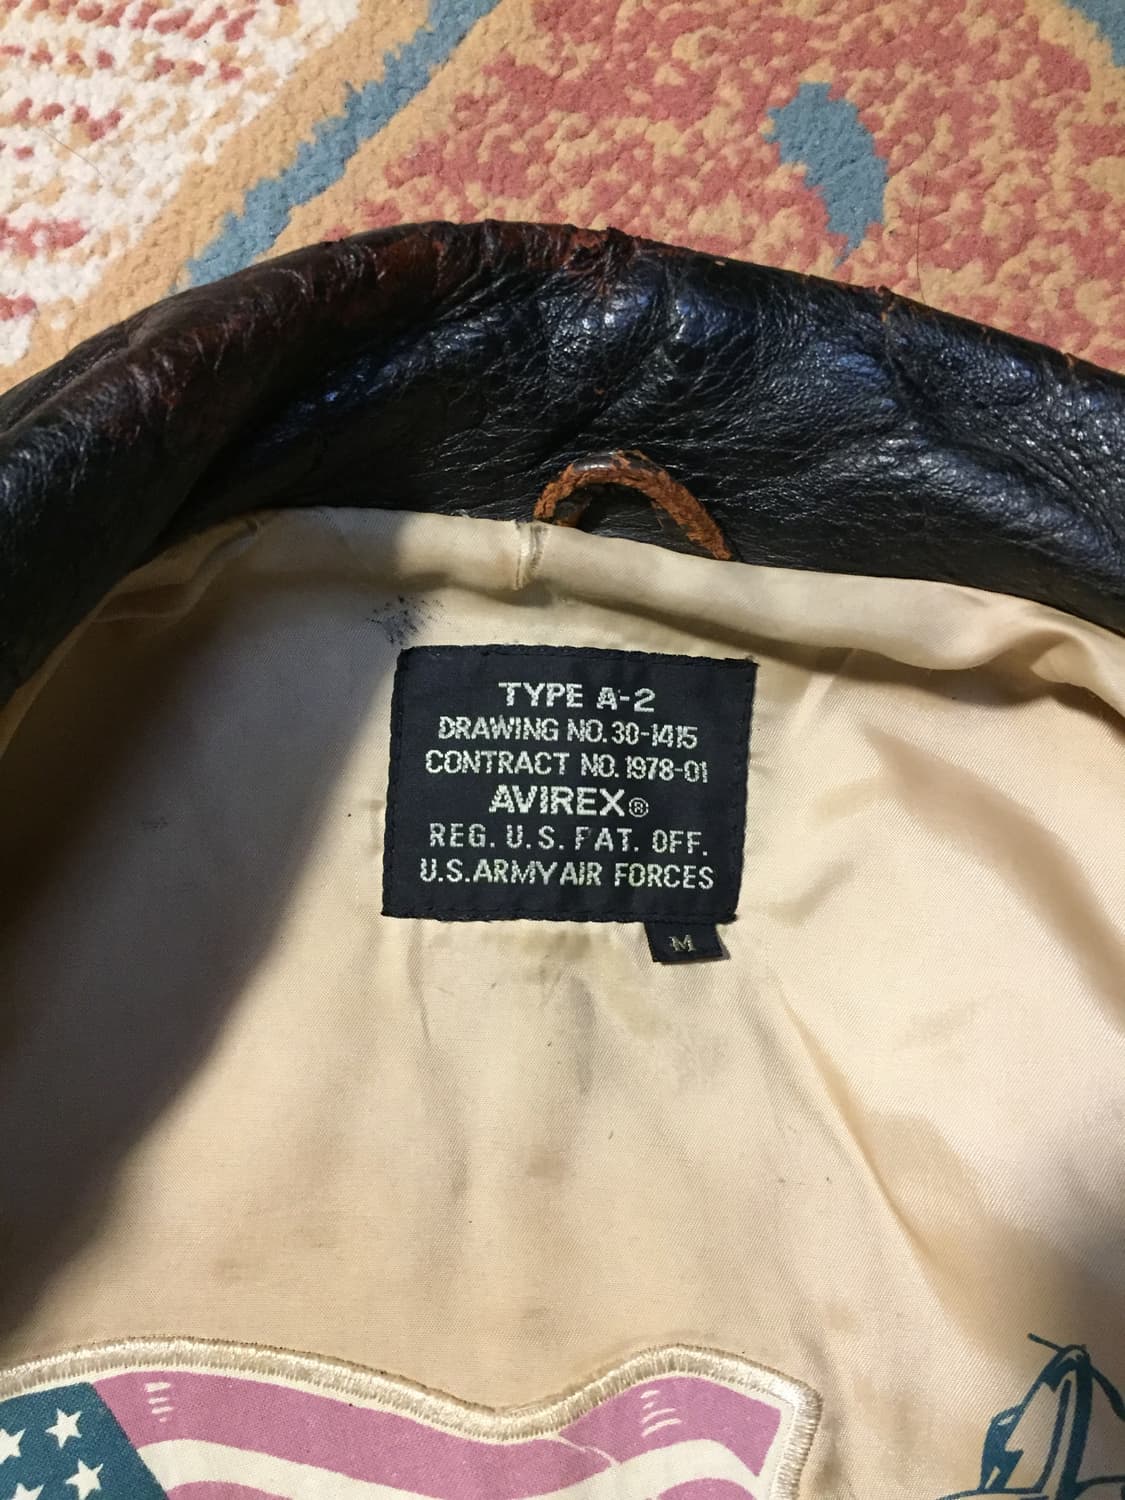 TYPE A-2
DRAWING NO. 30-1415
CONTRACT NO. 1978-01
AVIREX®
REG. U.S. PAT. OFF.
U.S. ARMY AIR FORCES
M